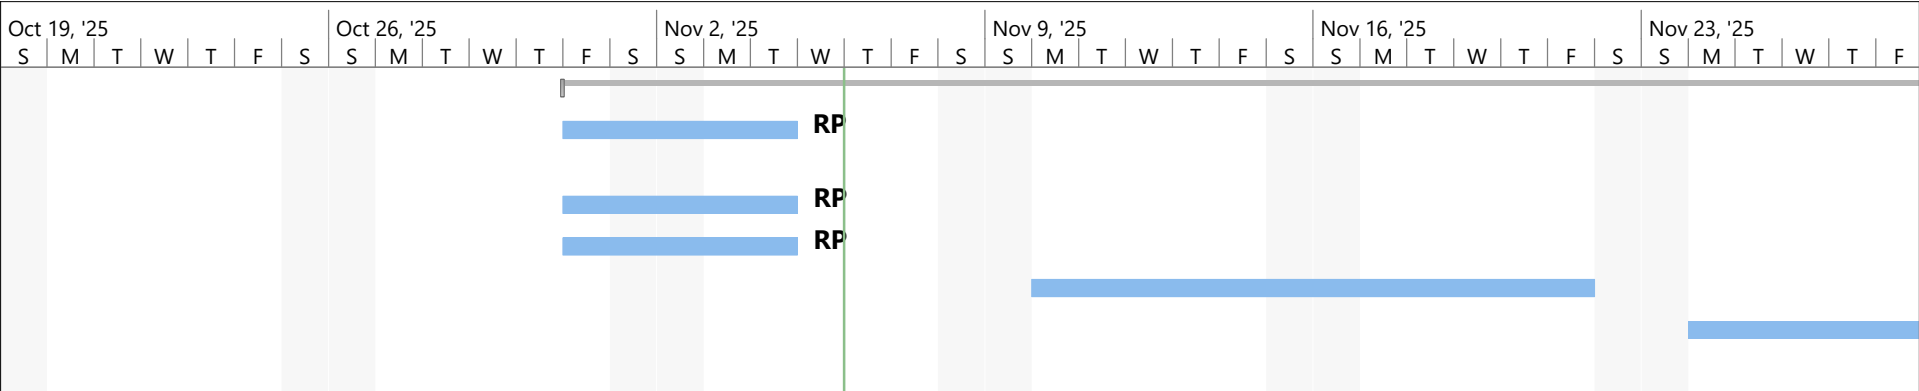 Oct 19, '25 Oct 26, '25 Nov 2, '25 Nov 9, '25 Nov 16, '25 Nov 23, '25
S M T W T F S S M T W T F S S M T W T F S S M T W T F S S M T W T F S S M T W T F
RP
RP
RP